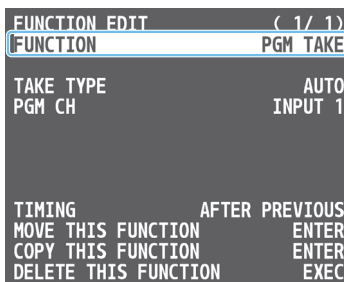 FUNCTION EDIT ( 1/ 1)
FUNCTION PGM TAKE
TAKE TYPE AUTO
PGM CH INPUT 1
TIMING AFTER PREVIOUS
MOVE THIS FUNCTION ENTER
COPY THIS FUNCTION ENTER
DELETE THIS FUNCTION EXEC